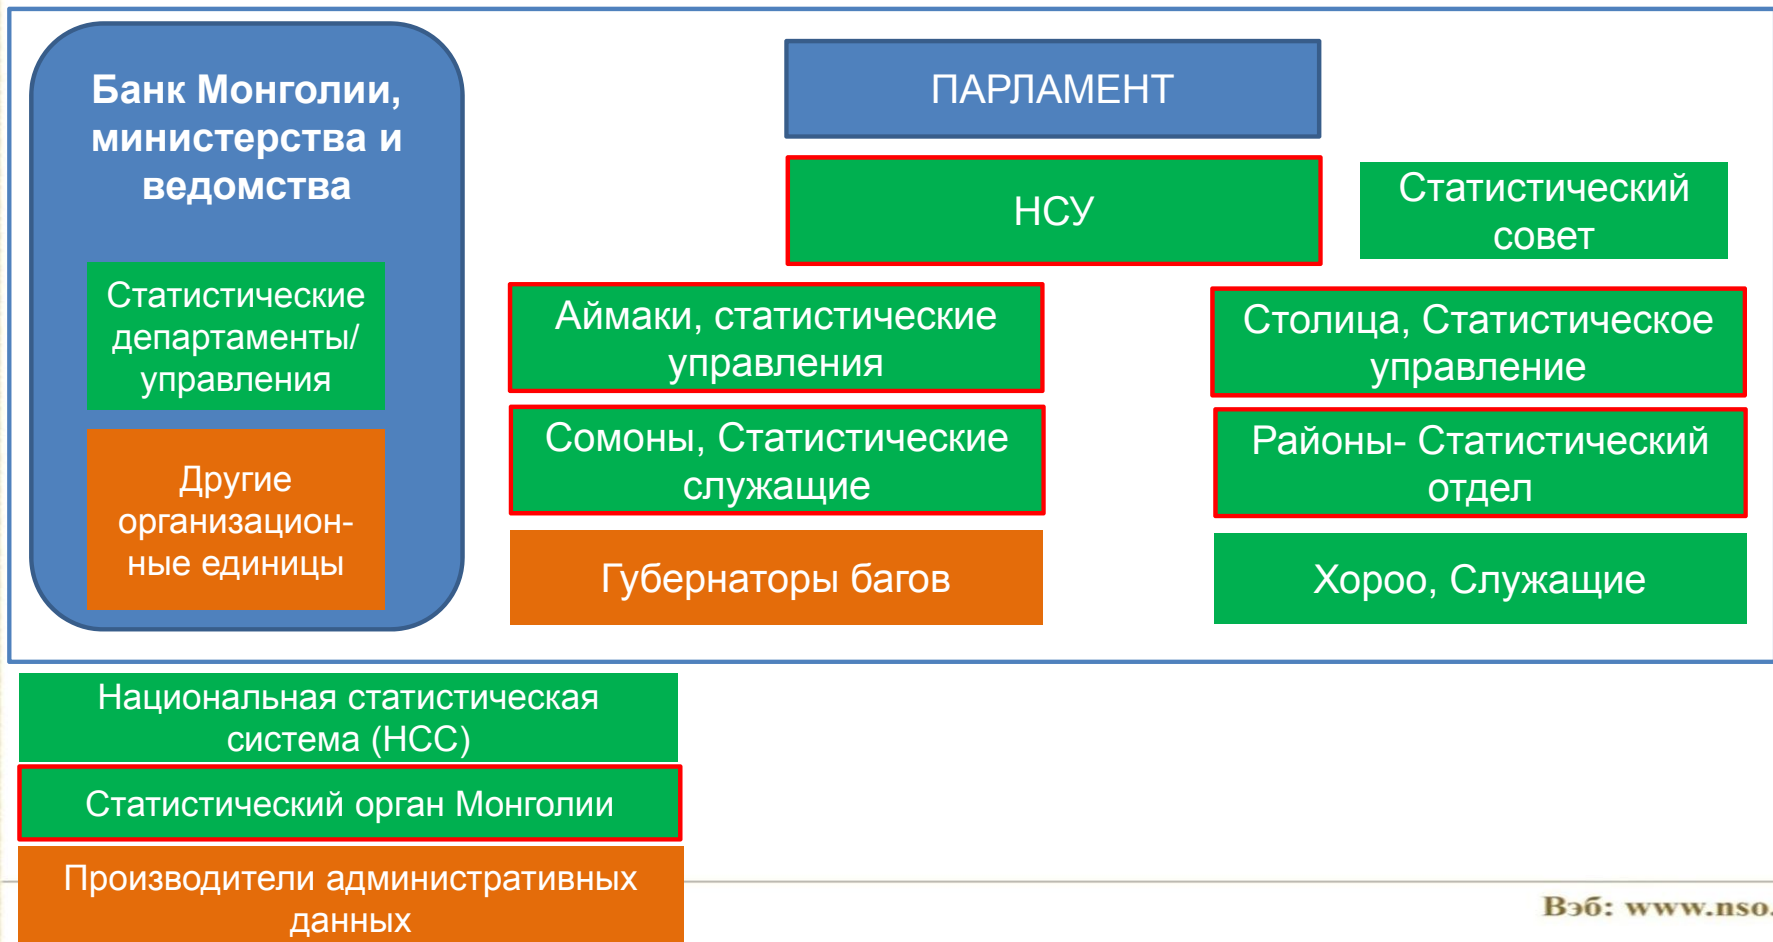 Банк Монголии,
министерства и
ведомства
Статистические
департаменты/
управления
Другие
организацион-
ные единицы
ПАРЛАМЕНТ
НСУ
Статистический
совет
Аймаки, статистические
управления
Столица, Статистическое
управление
Сомоны, Статистические
служащие
Районы- Статистический
отдел
Губернаторы багов
Хороо, Служащие
Национальная статистическая
система (НСС)
Статистический орган Монголии
Производители административных
данных
Вэб: www.nso.